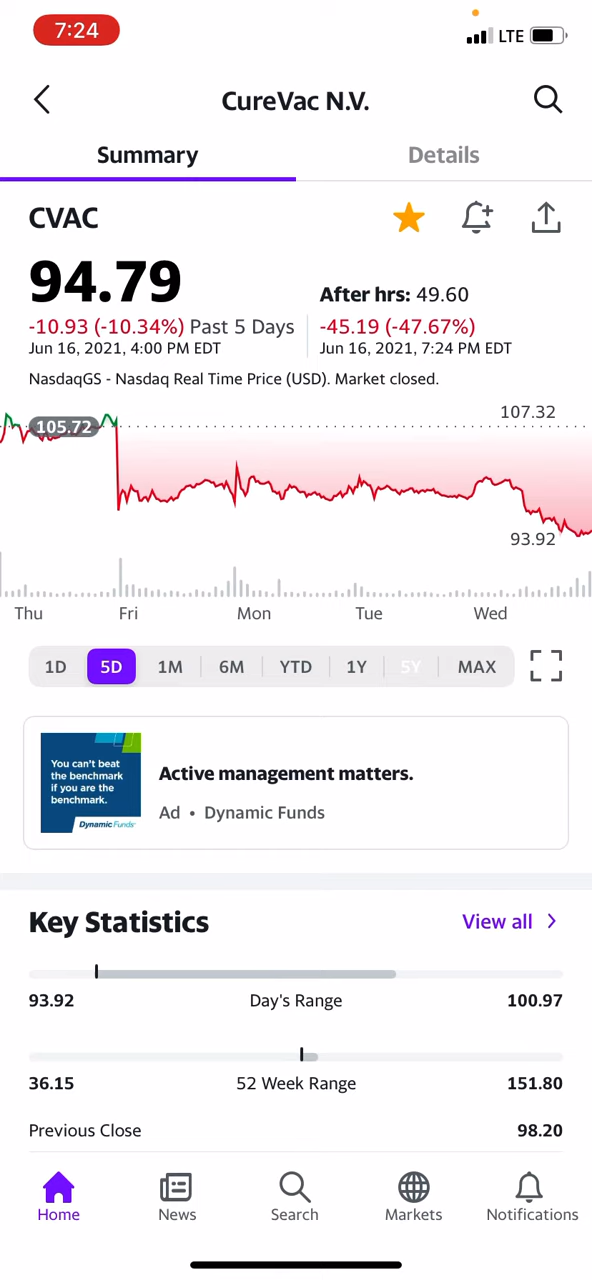 7:24
LTE
CureVac N.V.
Summary Details
CVAC
94.79
After hrs: 49.60
-10.93 (-10.34%) Past 5 Days
-45.19 (-47.67%)
Jun 16, 2021, 4:00 PM EDT
Jun 16, 2021, 7:24 PM EDT
NasdaqGS - Nasdaq Real Time Price (USD). Market closed.
107.32
105.72
93.92
Thu Fri Mon Tue Wed
1D 5D 1M 6M YTD 1Y 5Y MAX
You can't beat
the benchmark
if you are the
benchmark.
Dynamic Funds
Active management matters.
Ad • Dynamic Funds
Key Statistics
View all
93.92 Day's Range 100.97
36.15 52 Week Range 151.80
Previous Close 98.20
Home News Search Markets Notifications